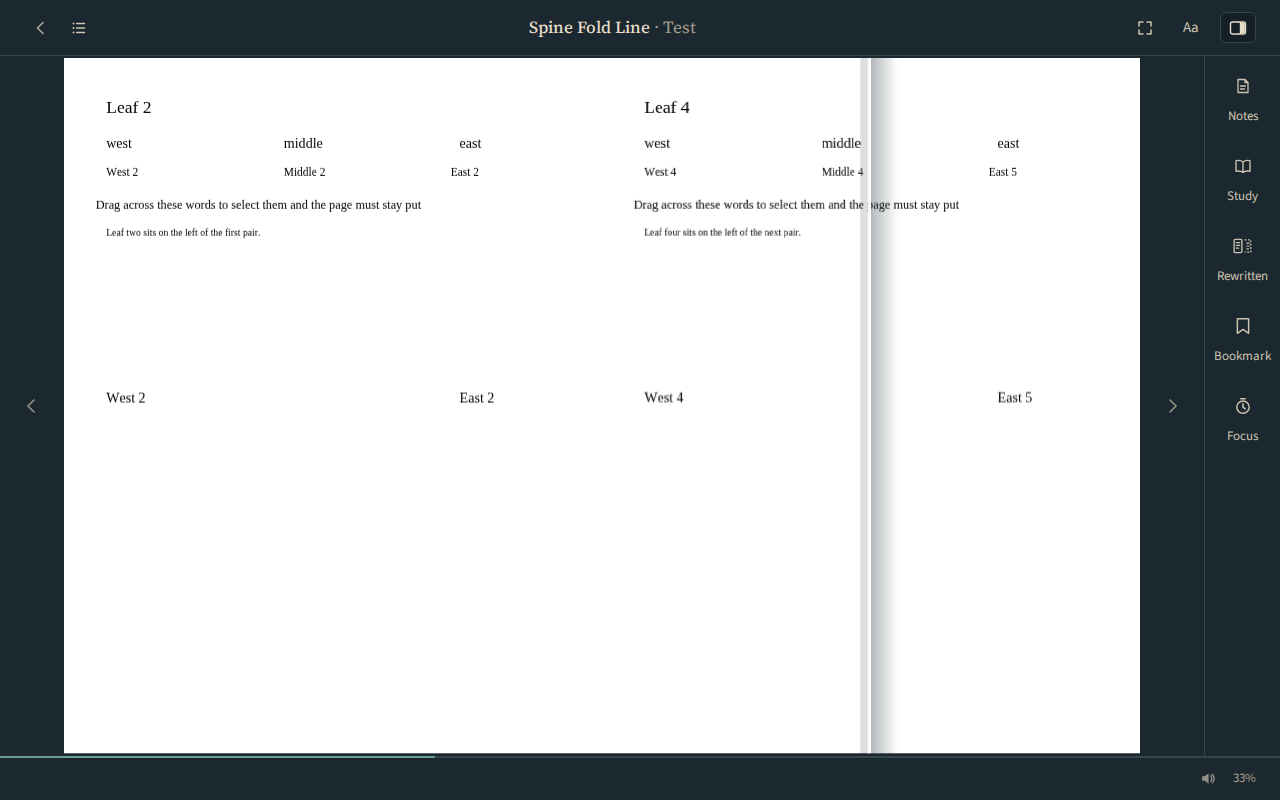 Spine Fold Line · Test
Aa
Leaf 2
west middle east
West 2 Middle 2 East 2
Drag across these words to select them and the page must stay put
Leaf two sits on the left of the first pair.
West 2 East 2
Leaf 4
west middle east
West 4 Middle 4 East 5
Drag across these words to select them and the page must stay put
Leaf four sits on the left of the next pair.
West 4 East 5
Notes
Study
Rewritten
Bookmark
Focus
33%